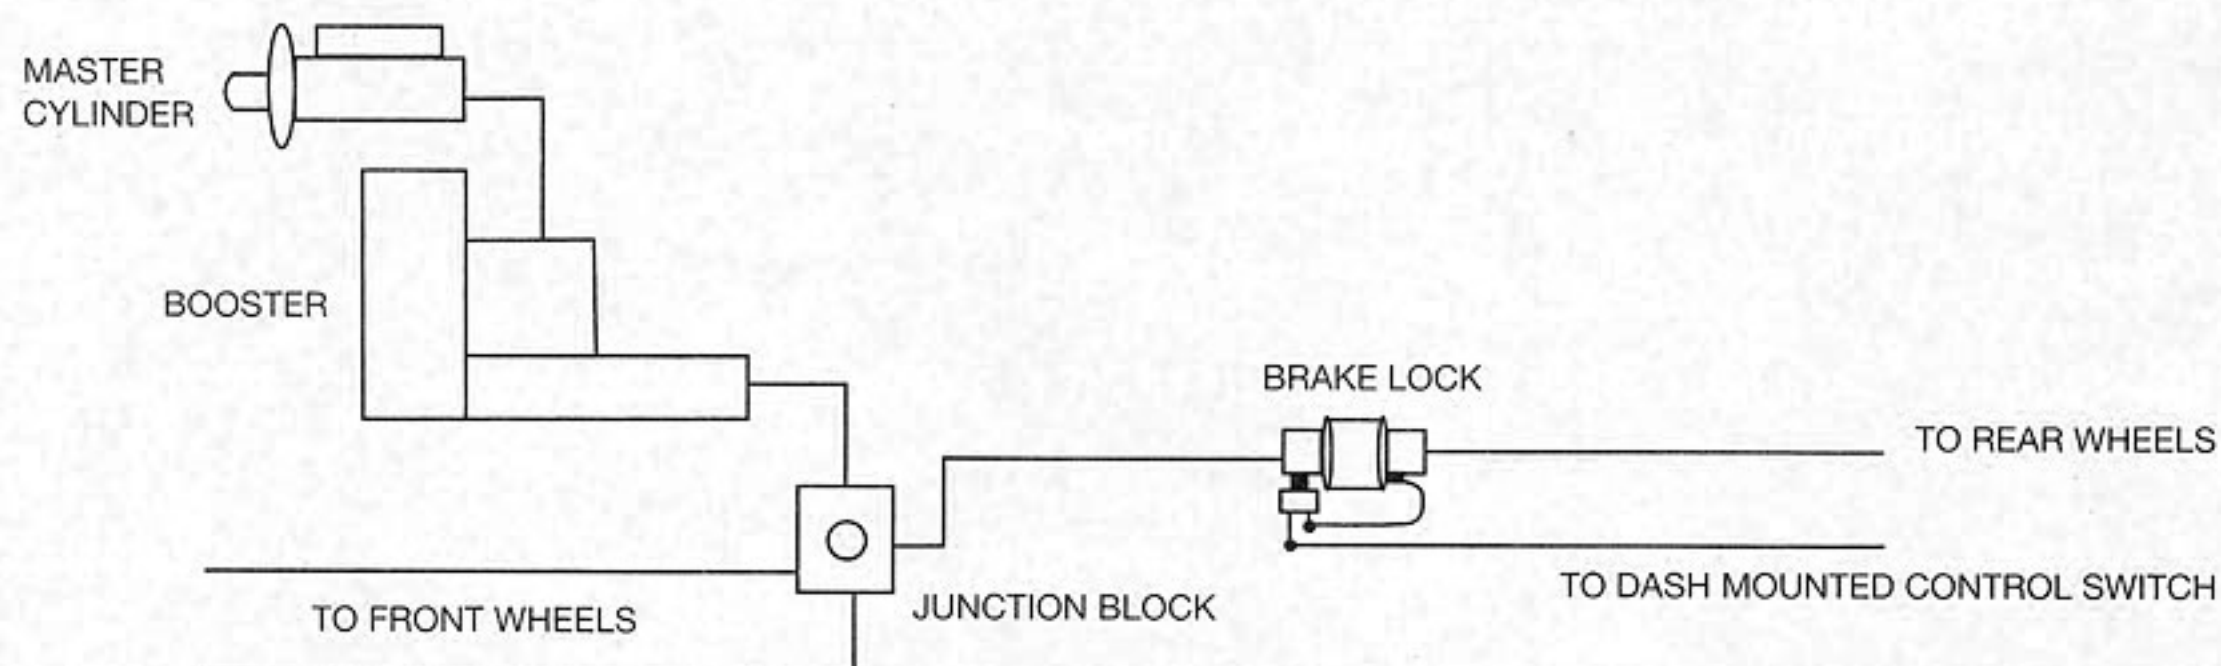 MASTER
CYLINDER
BOOSTER
BRAKE LOCK
TO REAR WHEELS
TO DASH MOUNTED CONTROL SWITCH
JUNCTION BLOCK
TO FRONT WHEELS